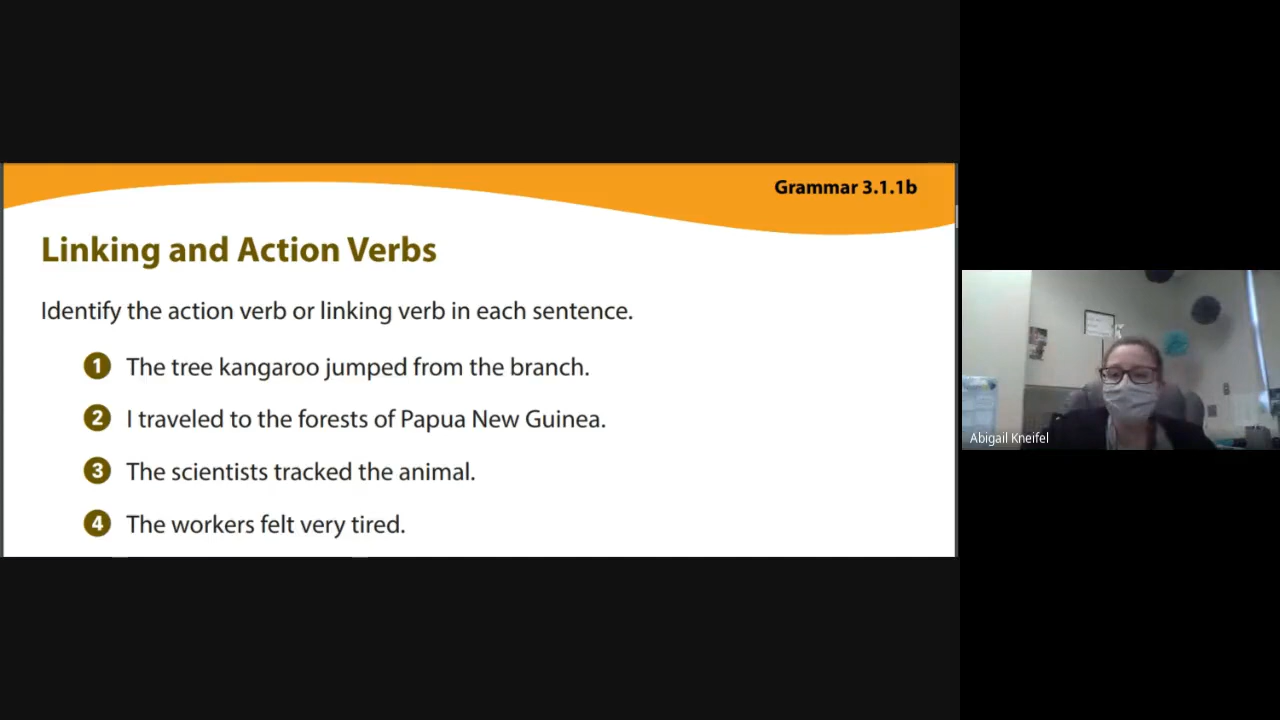 Grammar 3.1.1b
Linking and Action Verbs
Identify the action verb or linking verb in each sentence.
1 The tree kangaroo jumped from the branch.
2 I traveled to the forests of Papua New Guinea.
3 The scientists tracked the animal.
4 The workers felt very tired.
Abigail Kneifel